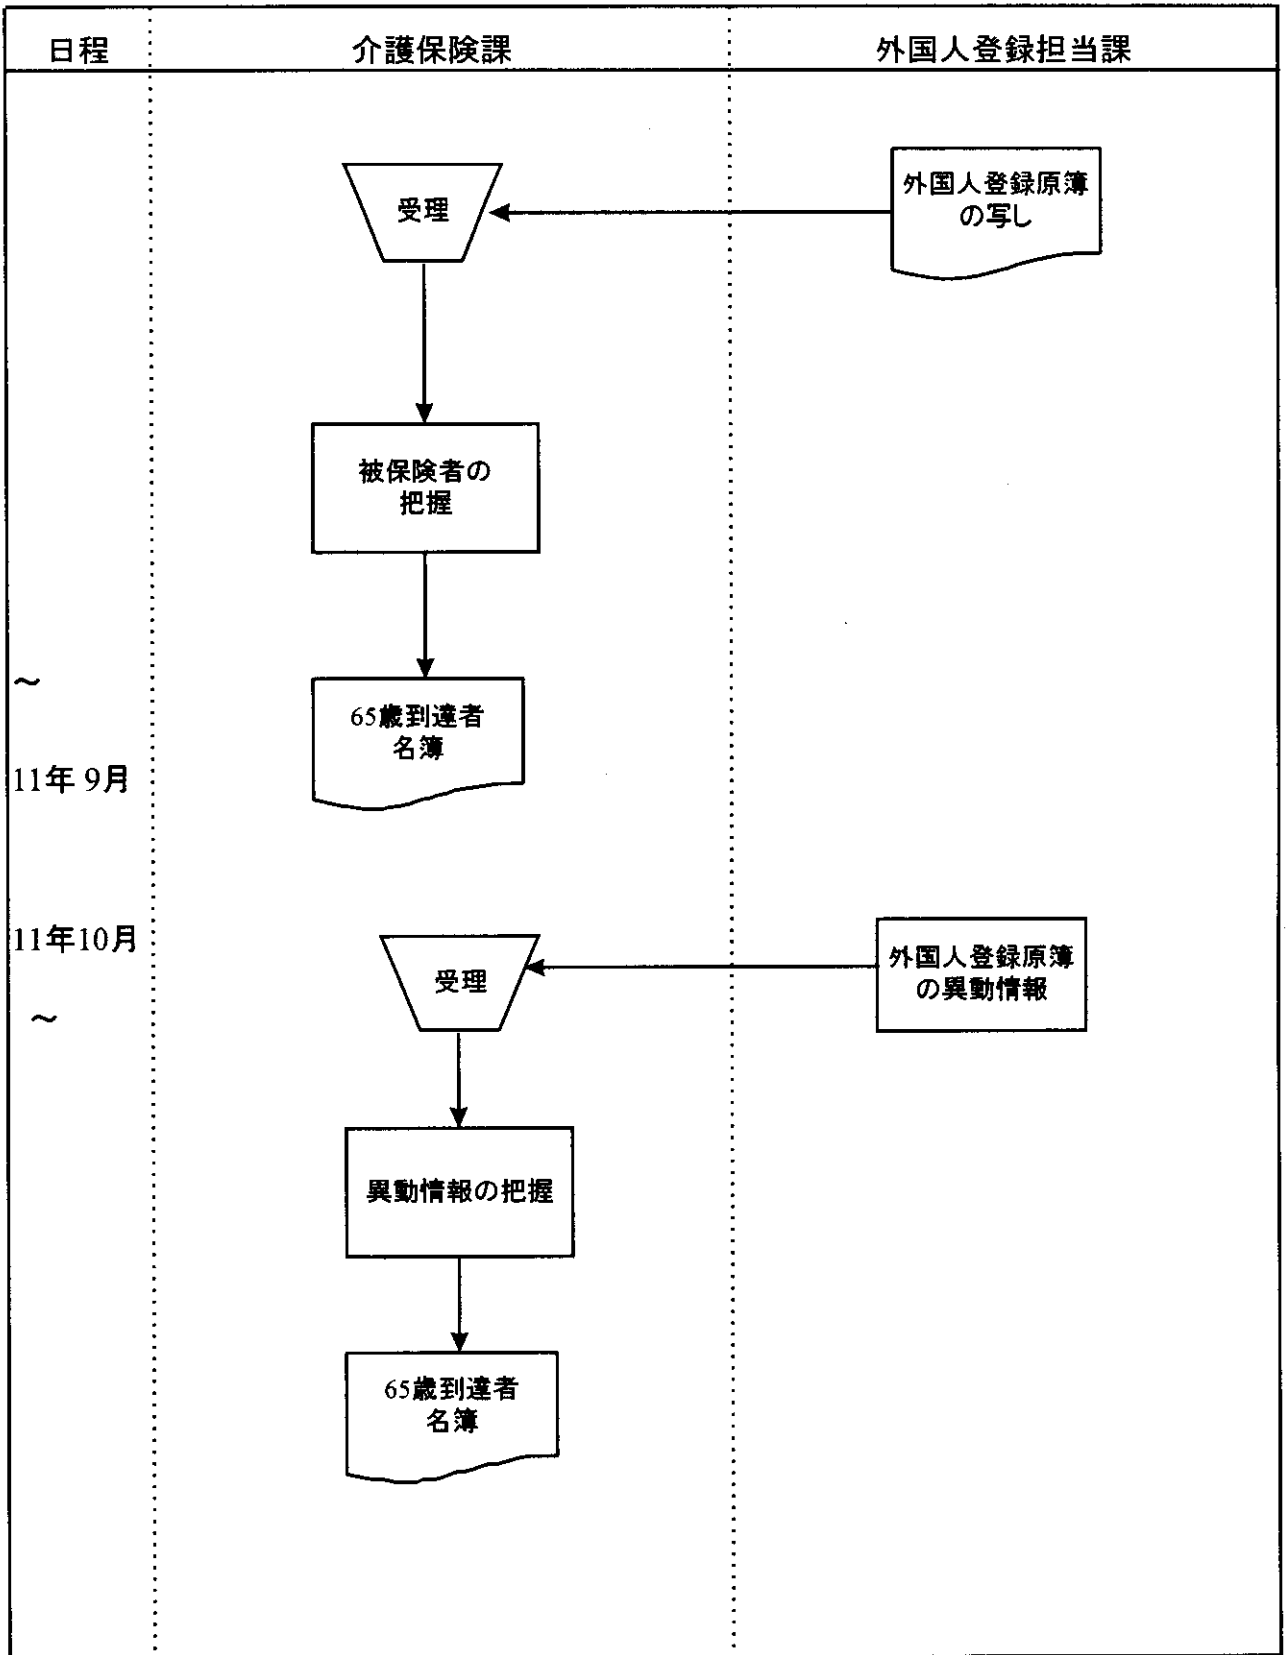 日程
介護保険課
外国人登録担当課
受理
外国人登録原簿
の写し
被保険者の
把握
～
65歳到達者
名簿
11年 9月
11年10月
～
受理
外国人登録原簿
の異動情報
異動情報の把握
65歳到達者
名簿